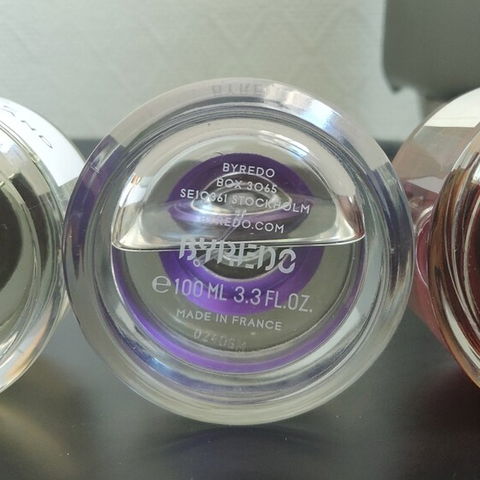 BYREDO
BOX 3065
SE10361 STOCKHOLM
BYREDO.COM
BYREDO
℮100 ML 3.3 FL.OZ.
MADE IN FRANCE